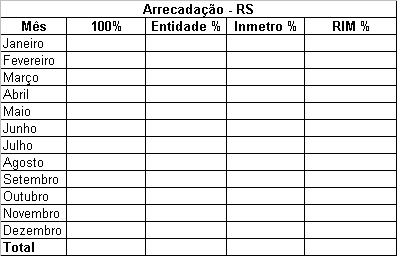 Arrecadação - RS
Mês 100% Entidade % Inmetro % RIM %
Janeiro
Fevereiro
Março
Abril
Maio
Junho
Julho
Agosto
Setembro
Outubro
Novembro
Dezembro
Total